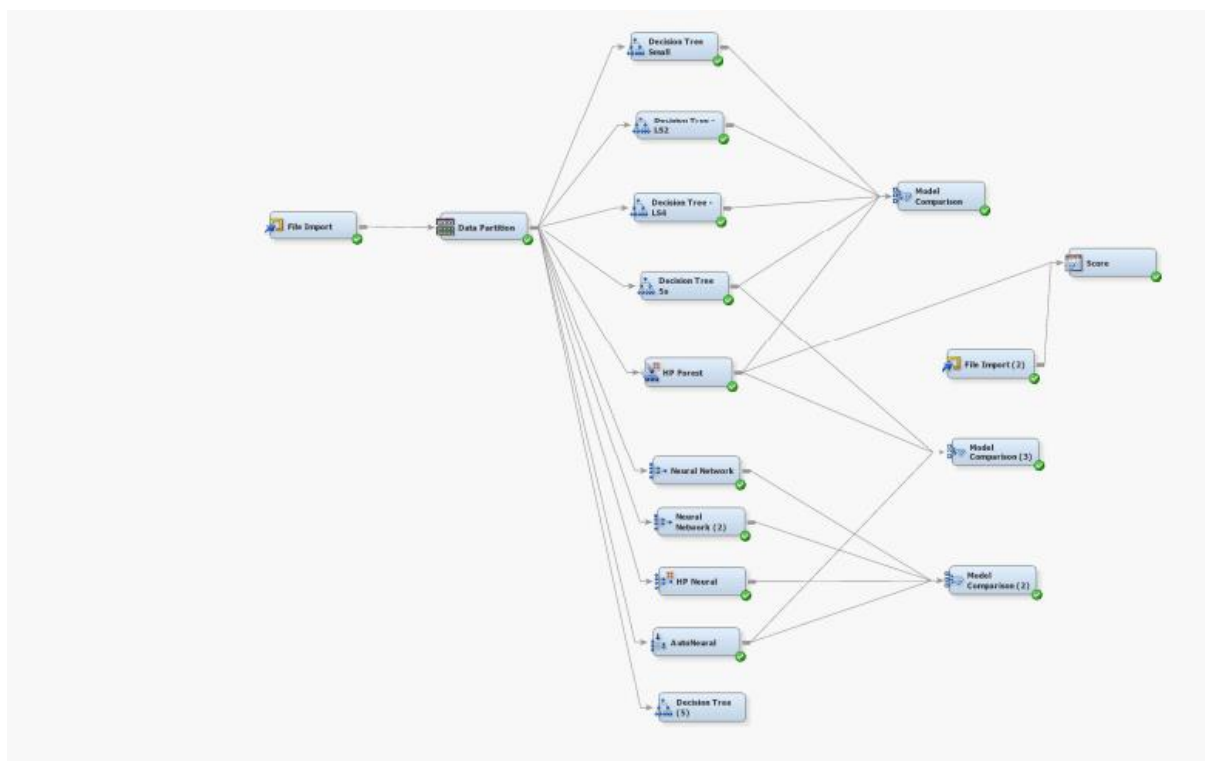 Decision Tree
Small
Decision Tree -
LS2
Decision Tree -
LS4
Model
Comparison
File Import
Data Partition
Score
Decision Tree
5s
File Import (2)
HP Forest
Model
Comparison (3)
Neural Network
Neural
Network (2)
HP Neural
Model
Comparison (2)
AutoNeural
Decision Tree
(5)